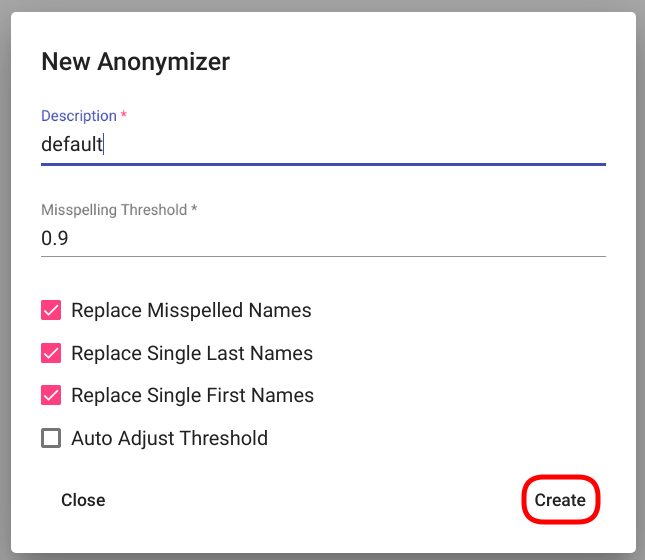 New Anonymizer
Description *
default
Misspelling Threshold *
0.9
Replace Misspelled Names
Replace Single Last Names
Replace Single First Names
Auto Adjust Threshold
Close Create